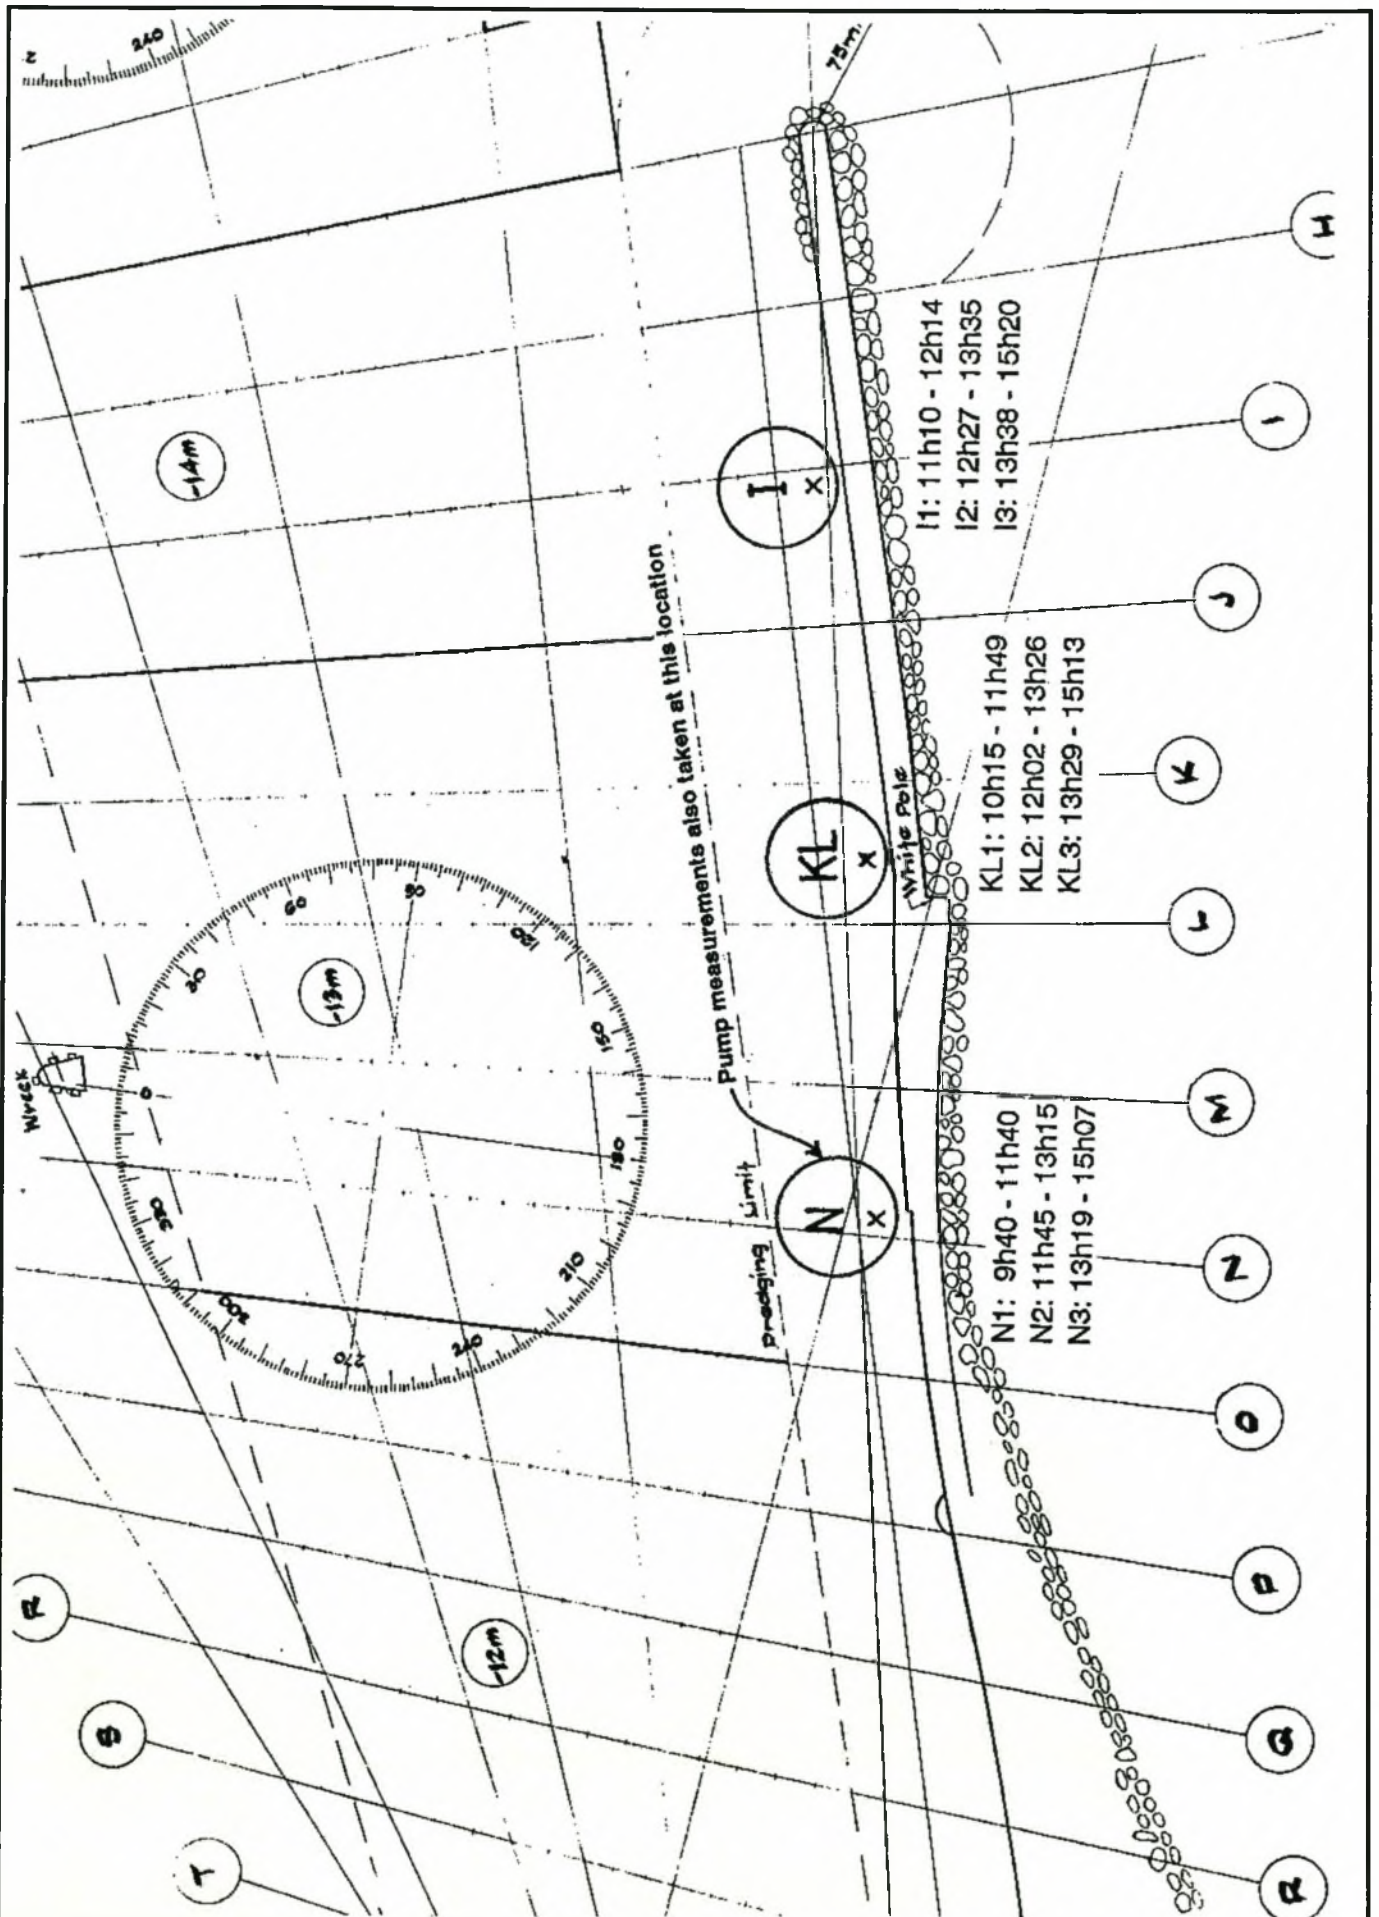 Wreck
0
30
60
90
120
150
180
210
240
270
300
330
240
-12m
-13m
-14m
75m.
Dredging Limit
Pump measurements also taken at this location
White Pole
N
KL
I
x
x
x
N1: 9h40 - 11h40
N2: 11h45 - 13h15
N3: 13h19 - 15h07
KL1: 10h15 - 11h49
KL2: 12h02 - 13h26
KL3: 13h29 - 15h13
I1: 11h10 - 12h14
I2: 12h27 - 13h35
I3: 13h38 - 15h20
T
S
R
R
Q
P
O
N
M
L
K
J
I
H